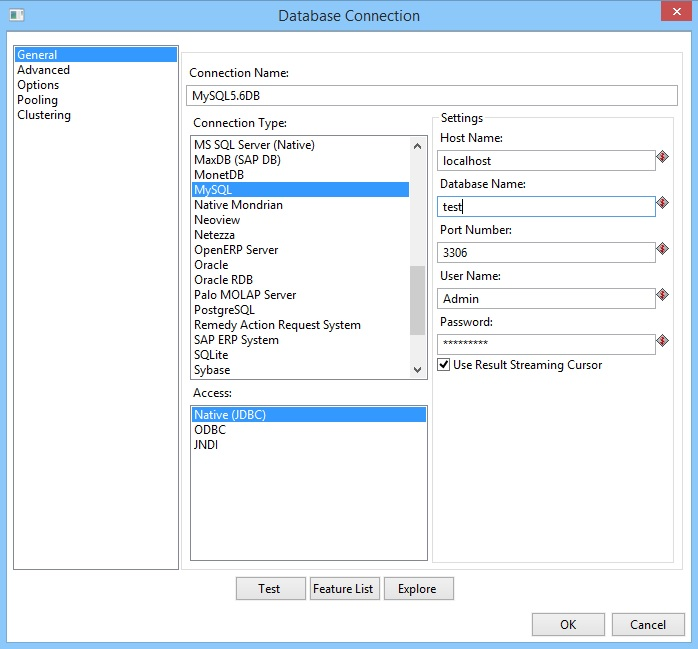 Database Connection
General
Advanced
Options
Pooling
Clustering
Connection Name:
MySQL5.6DB
Connection Type:
MS SQL Server (Native)
MaxDB (SAP DB)
MonetDB
MySQL
Native Mondrian
Neoview
Netezza
OpenERP Server
Oracle
Oracle RDB
Palo MOLAP Server
PostgreSQL
Remedy Action Request System
SAP ERP System
SQLite
Sybase
Access:
Native (JDBC)
ODBC
JNDI
Settings
Host Name:
localhost
Database Name:
test
Port Number:
3306
User Name:
Admin
Password:
*********
Use Result Streaming Cursor
Test
Feature List
Explore
OK
Cancel